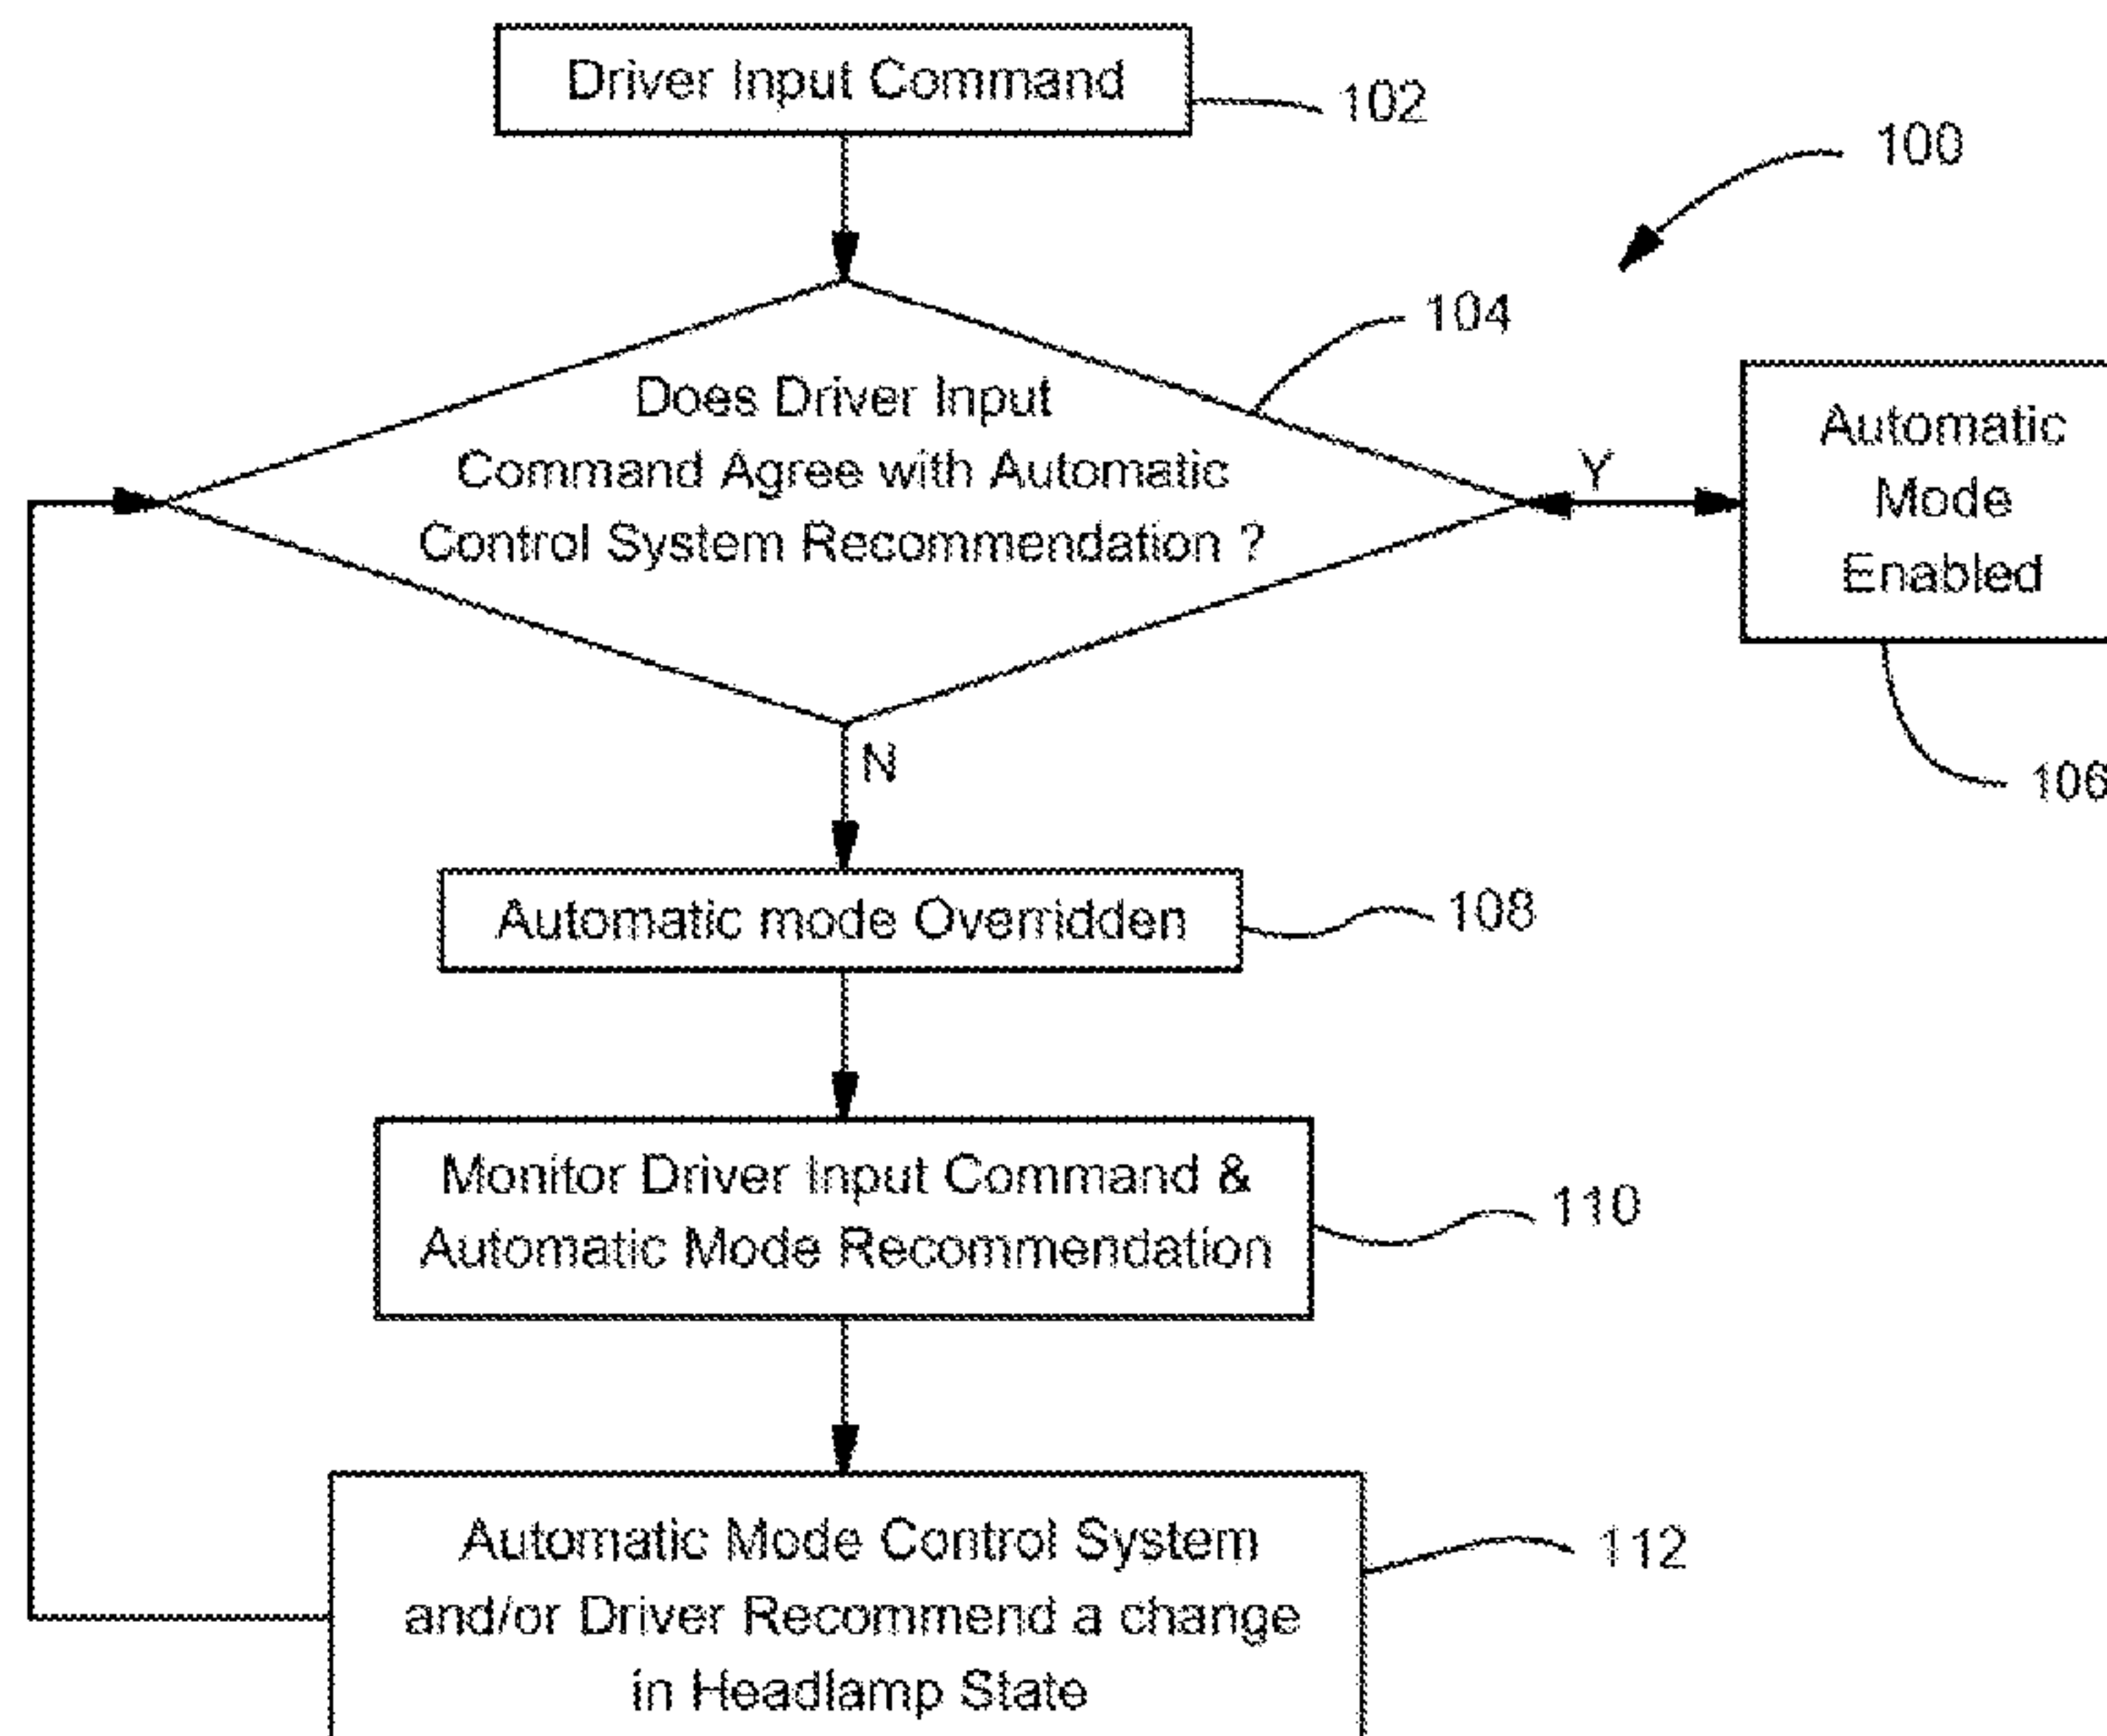 Driver Input Command
102
100
104
Does Driver Input
Command Agree with Automatic
Control System Recommendation ?
Y
Automatic
Mode
Enabled
106
N
Automatic mode Overridden
108
Monitor Driver Input Command &
Automatic Mode Recommendation
110
Automatic Mode Control System
and/or Driver Recommend a change
in Headlamp State
112